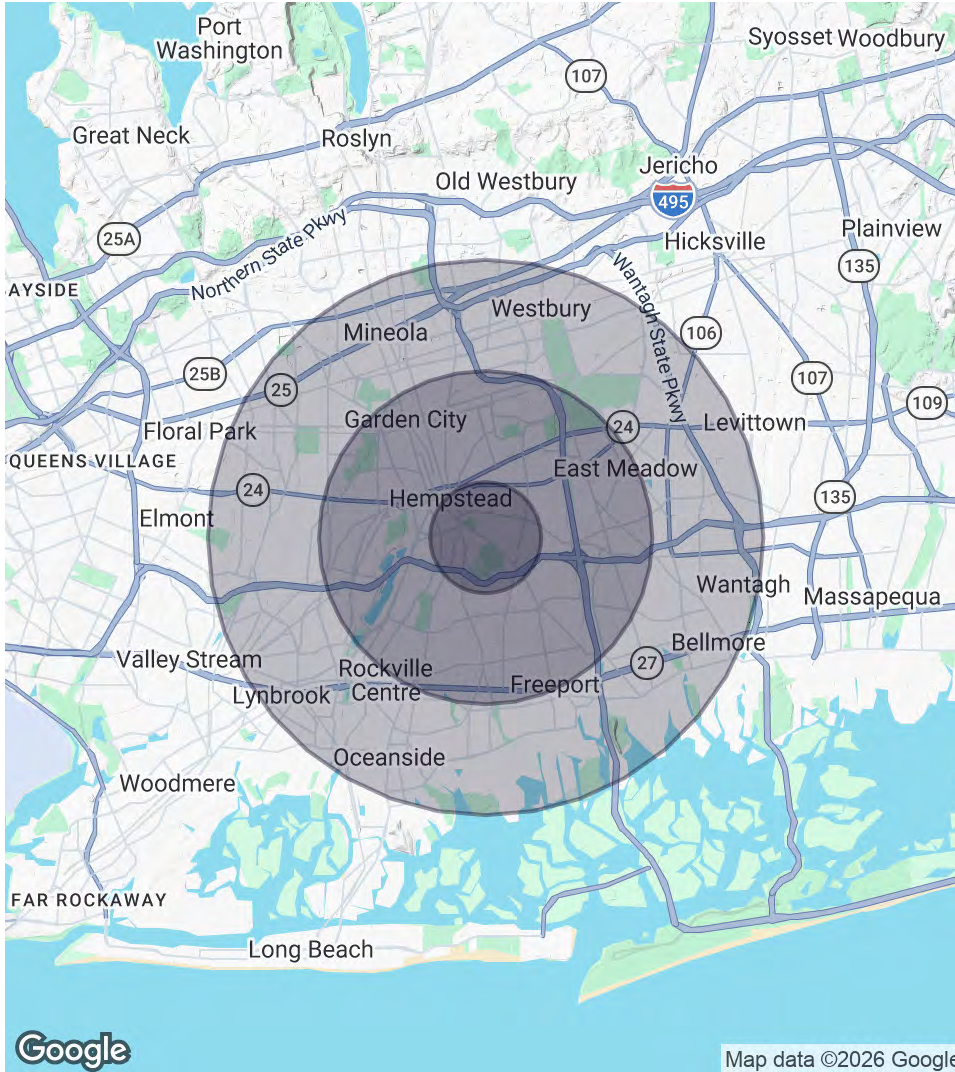 Port
Washington
Syosset Woodbury
107
Great Neck
Roslyn
Jericho
Old Westbury
495
25A
Hicksville
Plainview
Northern State Pkwy
135
AYSIDE
Wantagh State Pkwy
Westbury
Mineola
106
25B
25
107
109
Garden City
Levittown
Floral Park
24
QUEENS VILLAGE
East Meadow
24
Hempstead
135
Elmont
Wantagh
Massapequa
Bellmore
Valley Stream
27
Rockville
Centre
Freeport
Lynbrook
Oceanside
Woodmere
FAR ROCKAWAY
Long Beach
Google
Map data ©2026 Google